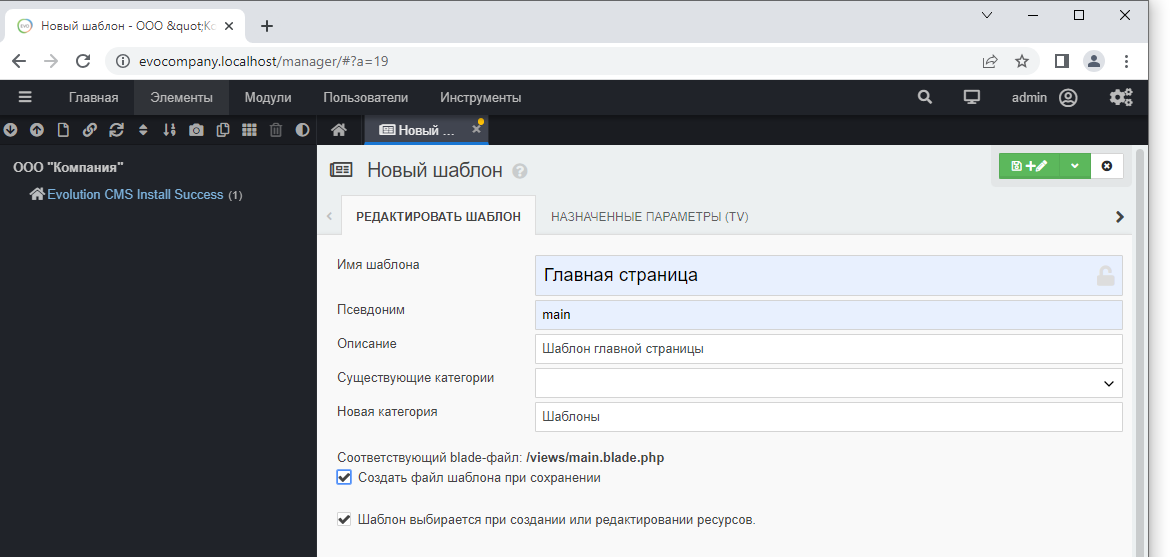 Новый шаблон - ООО &quot;Ко
evocompany.localhost/manager/#?a=19
Главная Элементы Модули Пользователи Инструменты admin
Новый ...
ООО "Компания"
Evolution CMS Install Success (1)
Новый шаблон
РЕДАКТИРОВАТЬ ШАБЛОН НАЗНАЧЕННЫЕ ПАРАМЕТРЫ (TV)
Имя шаблона Главная страница
Псевдоним main
Описание Шаблон главной страницы
Существующие категории
Новая категория Шаблоны
Соответствующий blade-файл: /views/main.blade.php
Создать файл шаблона при сохранении
Шаблон выбирается при создании или редактировании ресурсов.